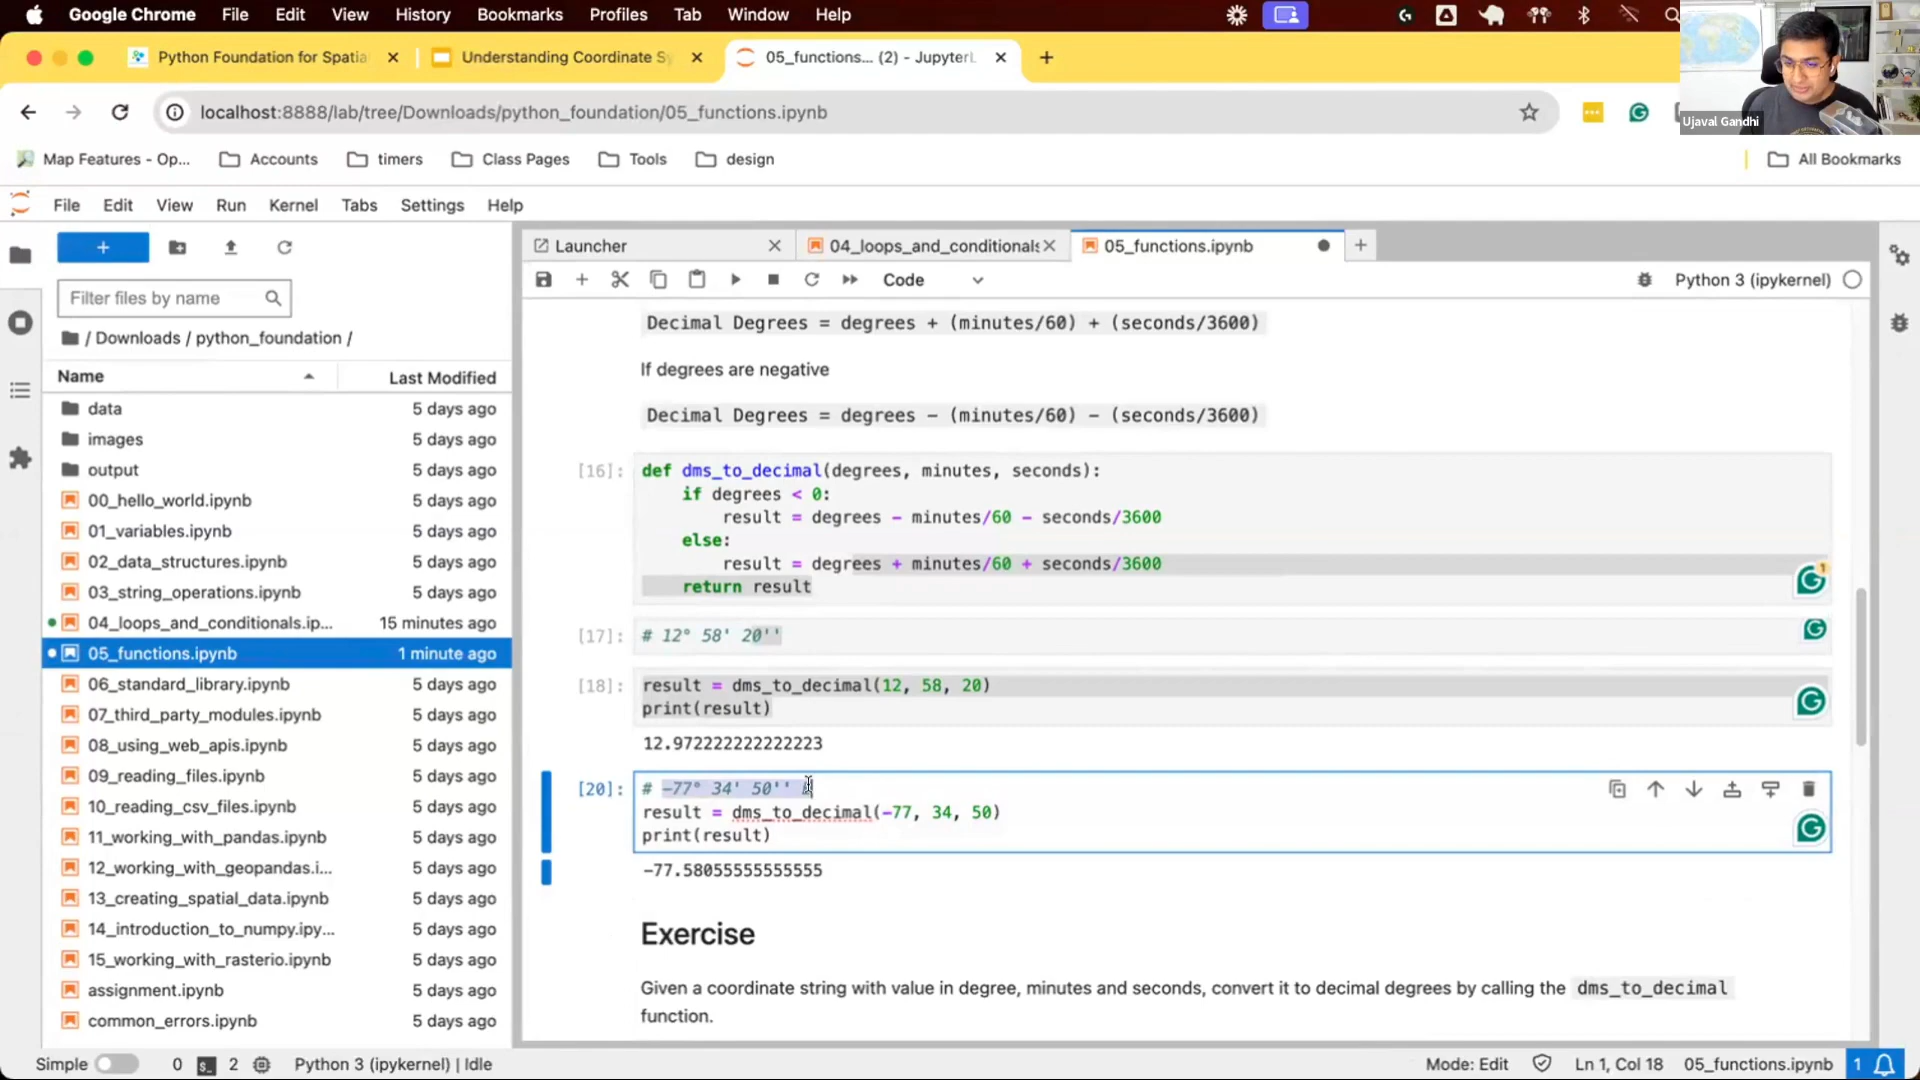 Google Chrome File Edit View History Bookmarks Profiles Tab Window Help
Python Foundation for Spatia
Understanding Coordinate Sy
05_functions... (2) - JupyterL
localhost:8888/lab/tree/Downloads/python_foundation/05_functions.ipynb
Ujaval Gandhi
Map Features - Op... Accounts timers Class Pages Tools design All Bookmarks
File Edit View Run Kernel Tabs Settings Help
Launcher 04_loops_and_conditionals 05_functions.ipynb
Code Python 3 (ipykernel)
Filter files by name
/ Downloads / python_foundation /
Name Last Modified
data 5 days ago
images 5 days ago
output 5 days ago
00_hello_world.ipynb 5 days ago
01_variables.ipynb 5 days ago
02_data_structures.ipynb 5 days ago
03_string_operations.ipynb 5 days ago
04_loops_and_conditionals.ip... 15 minutes ago
05_functions.ipynb 1 minute ago
06_standard_library.ipynb 5 days ago
07_third_party_modules.ipynb 5 days ago
08_using_web_apis.ipynb 5 days ago
09_reading_files.ipynb 5 days ago
10_reading_csv_files.ipynb 5 days ago
11_working_with_pandas.ipynb 5 days ago
12_working_with_geopandas.i... 5 days ago
13_creating_spatial_data.ipynb 5 days ago
14_introduction_to_numpy.ipy... 5 days ago
15_working_with_rasterio.ipynb 5 days ago
assignment.ipynb 5 days ago
common_errors.ipynb 5 days ago
Decimal Degrees = degrees + (minutes/60) + (seconds/3600)
If degrees are negative
Decimal Degrees = degrees - (minutes/60) - (seconds/3600)
[16]: def dms_to_decimal(degrees, minutes, seconds):
if degrees < 0:
result = degrees - minutes/60 - seconds/3600
else:
result = degrees + minutes/60 + seconds/3600
return result
[17]: # 12° 58' 20''
[18]: result = dms_to_decimal(12, 58, 20)
print(result)
12.972222222222223
[20]: # -77° 34' 50''
result = dms_to_decimal(-77, 34, 50)
print(result)
-77.58055555555555
Exercise
Given a coordinate string with value in degree, minutes and seconds, convert it to decimal degrees by calling the dms_to_decimal
function.
Simple 0 2 Python 3 (ipykernel) | Idle Mode: Edit Ln 1, Col 18 05_functions.ipynb 1